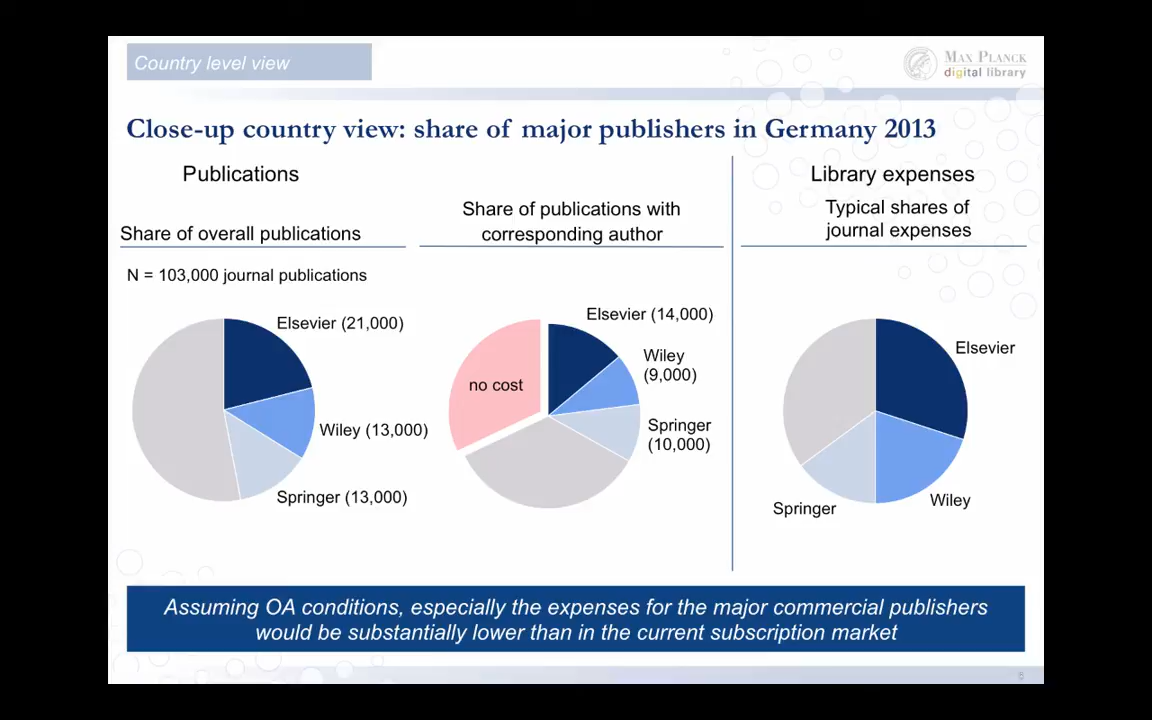 Country level view
MAX PLANCK
digital library
Close-up country view: share of major publishers in Germany 2013
Publications
Share of overall publications
N = 103,000 journal publications
Elsevier (21,000)
Wiley (13,000)
Springer (13,000)
Share of publications with
corresponding author
Elsevier (14,000)
Wiley
(9,000)
Springer
(10,000)
no cost
Library expenses
Typical shares of
journal expenses
Elsevier
Wiley
Springer
Assuming OA conditions, especially the expenses for the major commercial publishers
would be substantially lower than in the current subscription market